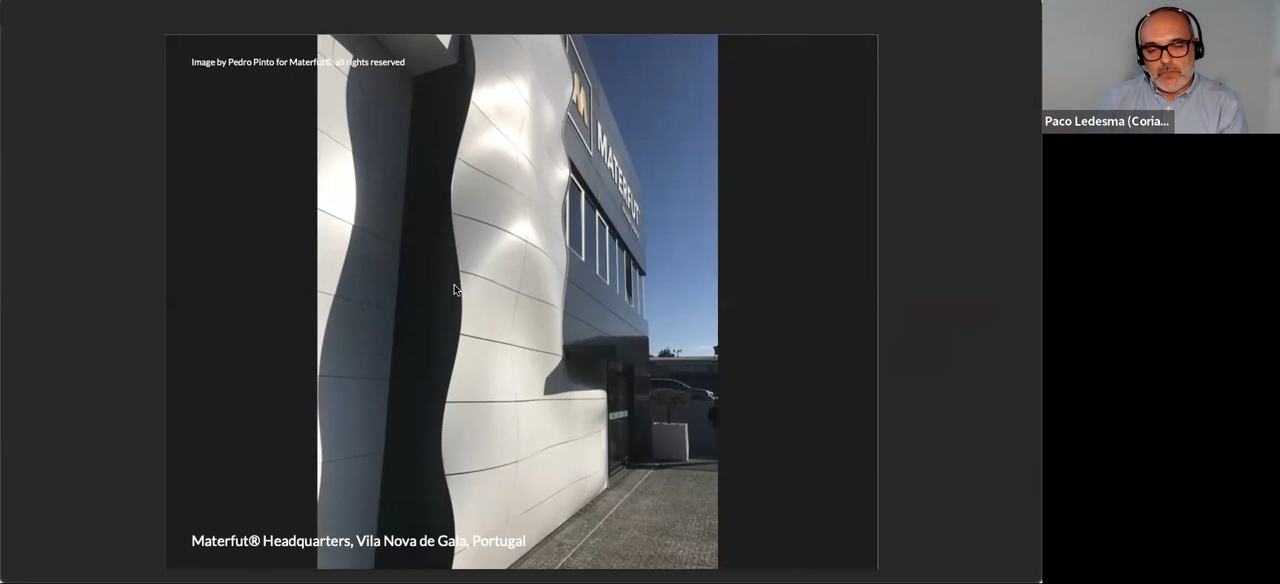 Image by Pedro Pinto for Materfut®, all rights reserved
M
MATERFUT
Paco Ledesma (Coria...
Materfut® Headquarters, Vila Nova de Gaia, Portugal